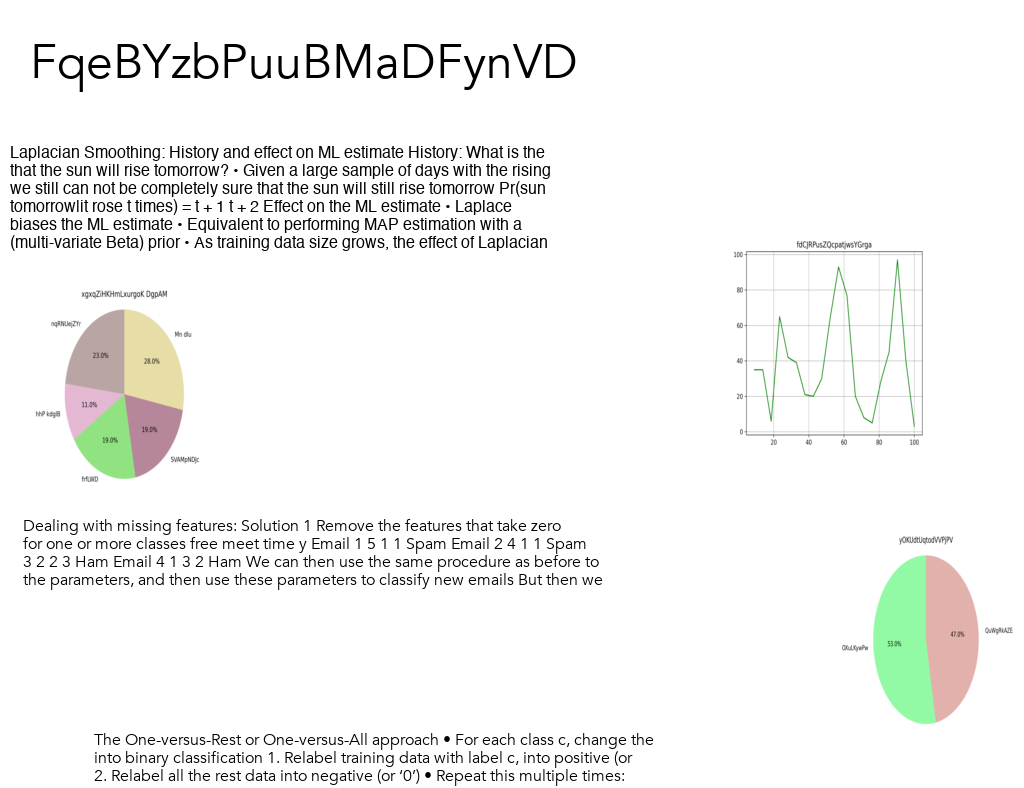 FqeBYzbPuuBMaDFynVD
Laplacian Smoothing: History and effect on ML estimate History: What is the
that the sun will rise tomorrow? • Given a large sample of days with the rising
we still can not be completely sure that the sun will still rise tomorrow Pr(sun
tomorrowlit rose t times) = t + 1 t + 2 Effect on the ML estimate • Laplace
biases the ML estimate • Equivalent to performing MAP estimation with a
(multi-variate Beta) prior • As training data size grows, the effect of Laplacian
fdCJRPusZQcpatjwsYGrga
100
80
60
40
20
0
20 40 60 80 100
xgxqZiHKHmLxurgoK DgpAM
nqRNUejZYr
Mn diu
23.0%
28.0%
11.0%
hhP kdglB
19.0%
19.0%
SVAMpNDJc
frfLWD
Dealing with missing features: Solution 1 Remove the features that take zero
for one or more classes free meet time y Email 1 5 1 1 Spam Email 2 4 1 1 Spam
3 2 2 3 Ham Email 4 1 3 2 Ham We can then use the same procedure as before to
the parameters, and then use these parameters to classify new emails But then we
yOKUdtUqtodVVPjPV
QuWgRkAZE
47.0%
53.0%
OXuLXywPw
The One-versus-Rest or One-versus-All approach • For each class c, change the
into binary classification 1. Relabel training data with label c, into positive (or
2. Relabel all the rest data into negative (or ‘0’) • Repeat this multiple times: